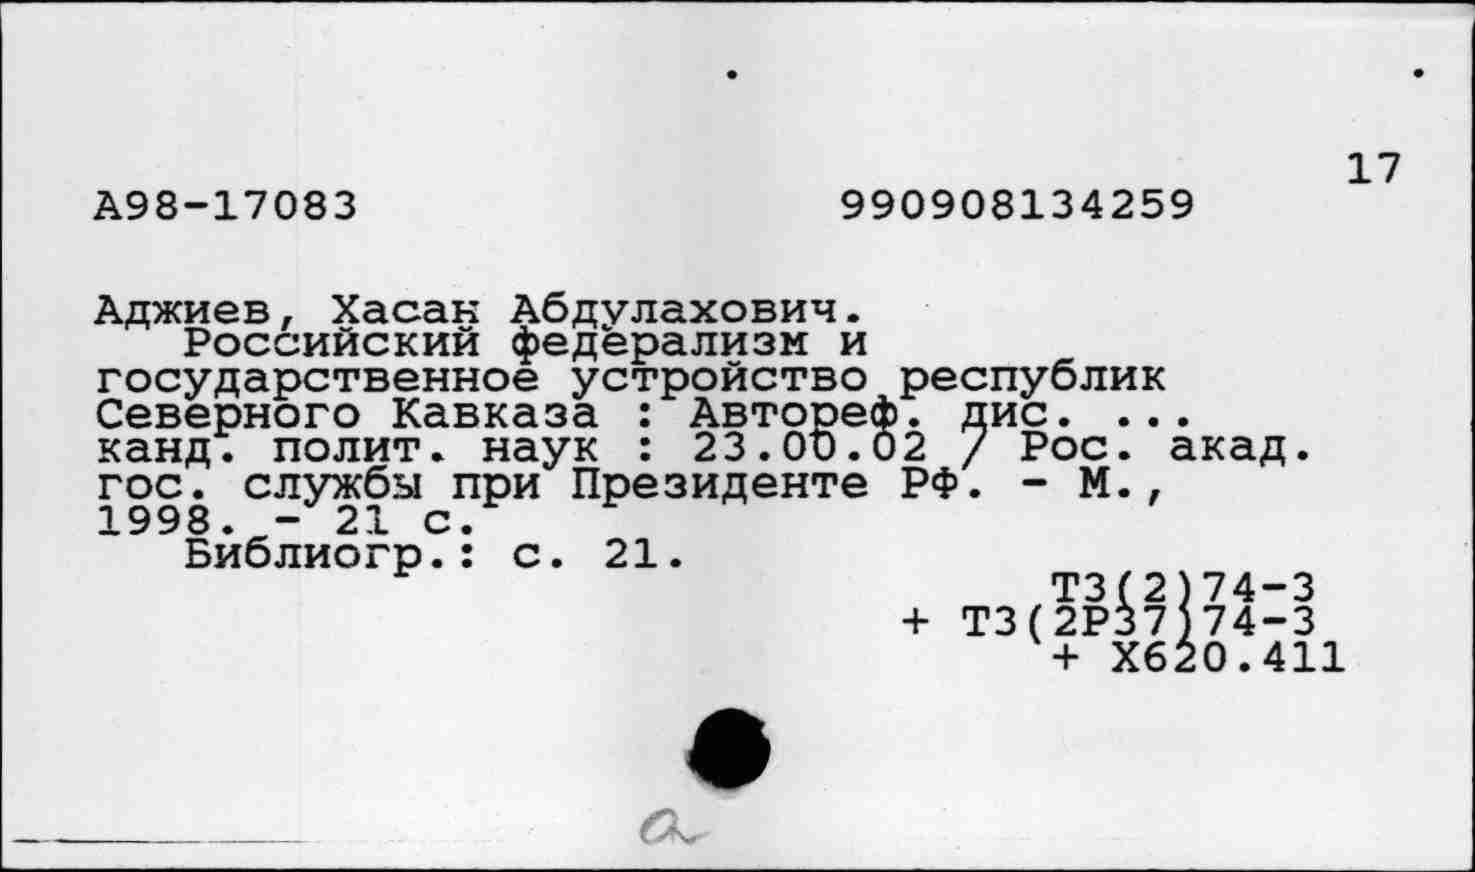 17
А98-17083 990908134259
Аджиев, Хасан Абдулахович.
Российский федерализм и
государственное устройство республик
Северного Кавказа : Автореф. дис. ...
канд. полит. наук : 23.00.02 / Рос. акад.
гос. службы при Президенте РФ. - М.,
1998. - 21 с.
Библиогр.: с. 21.
Т3(2)74-3
+ Т3(2Р37)74-3
+ Х620.411
а